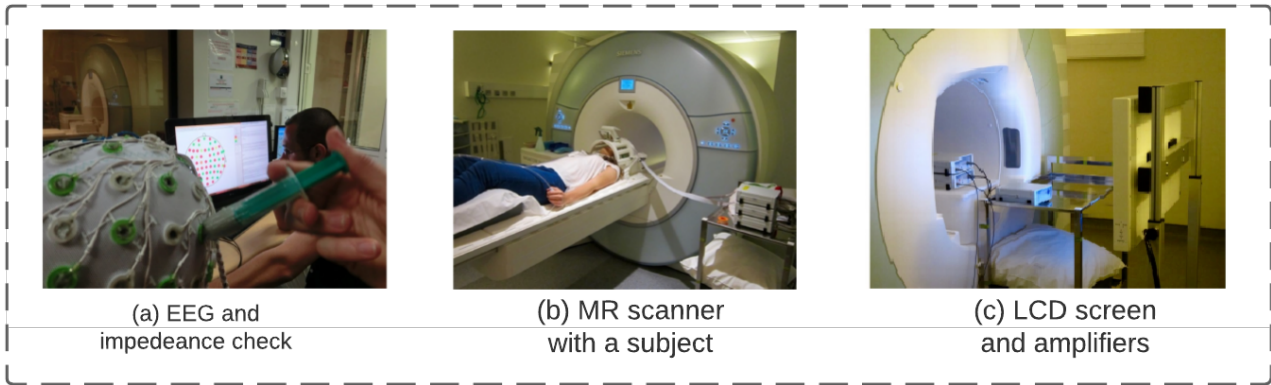 (a) EEG and
impedeance check
(b) MR scanner
with a subject
(c) LCD screen
and amplifiers